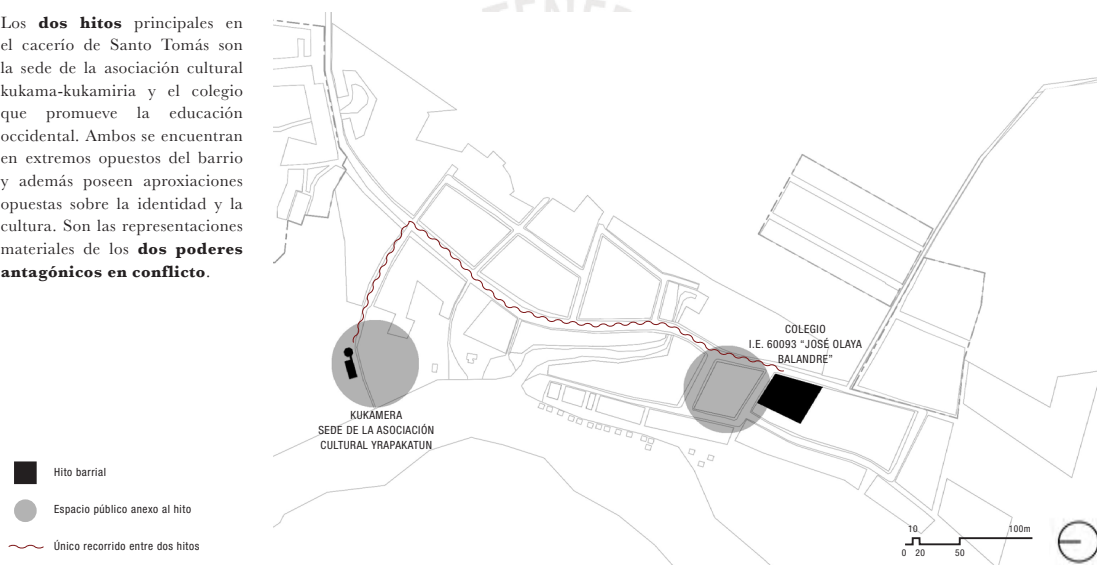 TENEB
Los dos hitos principales en
el cacerío de Santo Tomás son
la sede de la asociación cultural
kukama-kukamiria y el colegio
que promueve la educación
occidental. Ambos se encuentran
en extremos opuestos del barrio
y además poseen aproxiaciones
opuestas sobre la identidad y la
cultura. Son las representaciones
materiales de los dos poderes
antagónicos en conflicto.
COLEGIO
I.E. 60093 "JOSÉ OLAYA
BALANDRE"
KUKAMERA
SEDE DE LA ASOCIACIÓN
CULTURAL YRAPAKATUN
Hito barrial
Espacio público anexo al hito
Único recorrido entre dos hitos
10 100m
0 20 50